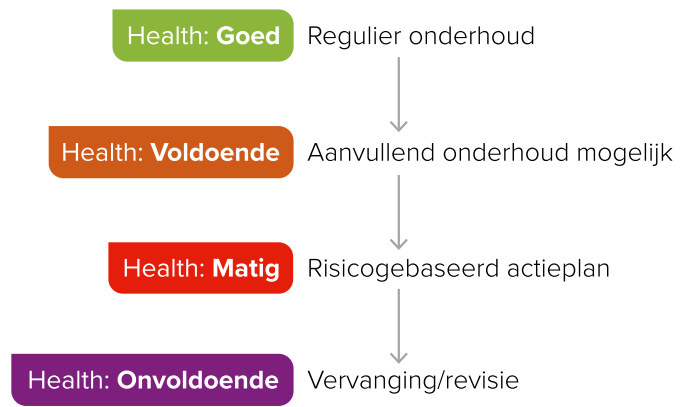 Health: Goed Regulier onderhoud
Health: Voldoende Aanvullend onderhoud mogelijk
Health: Matig Risicogebaseerd actieplan
Health: Onvoldoende Vervanging/revisie